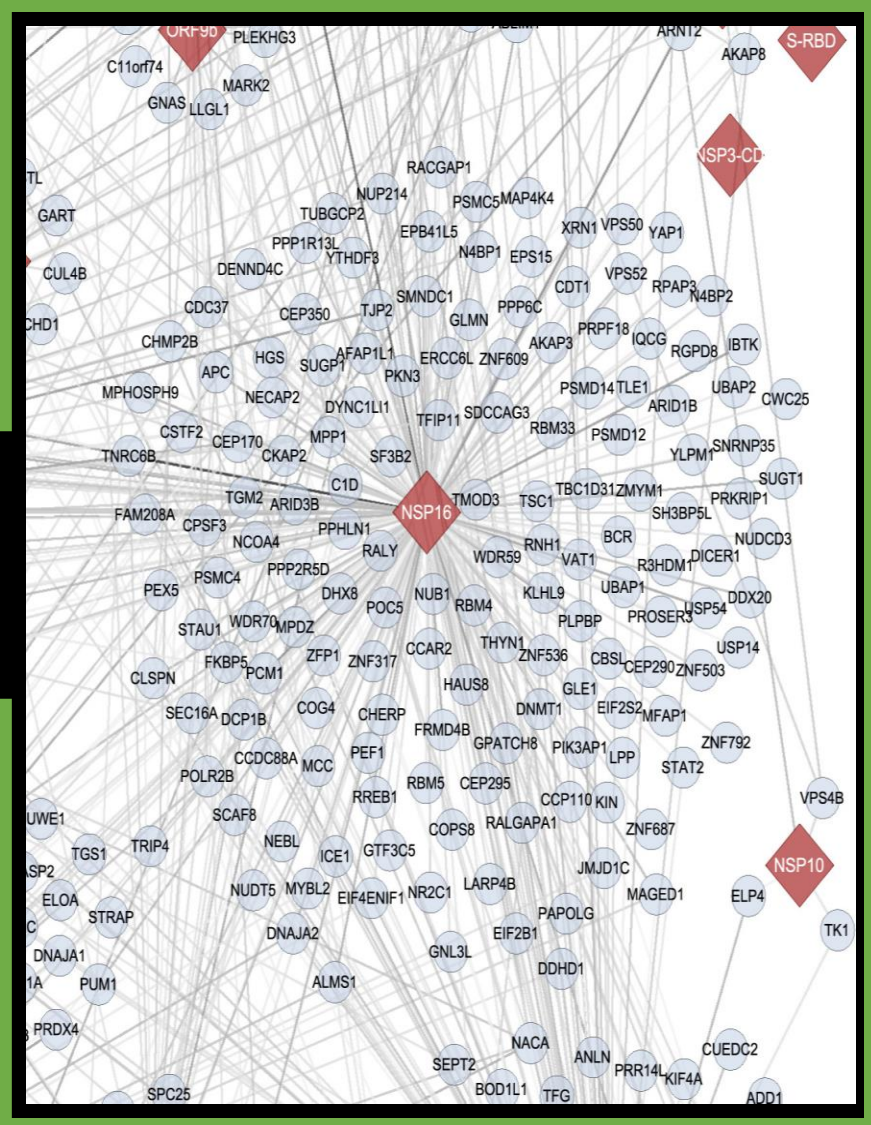 ORF9b
PLEKHG3
ARNT2
S-RBD
AKAP8
C11orf74
MARK2
GNAS
LLGL1
NSP3-CD
RACGAP1
TL
NUP214
PSMC5
MAP4K4
GART
TUBGCP2
EPB41L5
XRN1
VPS50
YAP1
PPP1R13L
YTHDF3
N4BP1
EPS15
DENND4C
CUL4B
CDT1
VPS52
RPAP3
N4BP2
CDC37
CEP350
TJP2
SMNDC1
GLMN
PPP6C
CHD1
CHMP2B
AKAP3
PRPF18
IQCG
RGPD8
IBTK
APC
HGS
SUGP1
AFAP1L1
PKN3
ERCC6L
ZNF609
MPHOSPH9
NECAP2
DYNC1LI1
TFIP11
SDCCAG3
PSMD14
TLE1
ARID1B
UBAP2
CWC25
CSTF2
CEP170
MPP1
RBM33
PSMD12
TNRC6B
CKAP2
SF3B2
YLPM1
SNRNP35
TGM2
ARID3B
C1D
NSP16
TMOD3
TSC1
TBC1D31
ZMYM1
SUGT1
PRKRIP1
FAM208A
CPSF3
NCOA4
PPHLN1
RALY
SH3BP5L
BCR
NUDCD3
WDR59
RNH1
VAT1
R3HDM1
DICER1
PEX5
PSMC4
PPP2R5D
DHX8
POC5
NUB1
RBM4
KLHL9
UBAP1
DDX20
STAU1
WDR70
MPDZ
PLPBP
PROSER3
USP54
CLSPN
FKBP5
PCM1
ZFP1
ZNF317
CCAR2
THYN1
ZNF536
CBSL
CEP290
ZNF503
USP14
HAUS8
GLE1
SEC16A
DCP1B
COG4
CHERP
FRMD4B
DNMT1
EIF2S2
MFAP1
GPATCH8
PIK3AP1
LPP
ZNF792
STAT2
POLR2B
CCDC88A
MCC
PEF1
RREB1
RBM5
CEP295
CCP110
KIN
VPS4B
UWE1
SCAF8
COPS8
RALGAPA1
ZNF687
TGS1
TRIP4
NEBL
ICE1
GTF3C5
NSP10
ASP2
JMJD1C
ELOA
NUDT5
MYBL2
EIF4ENIF1
NR2C1
LARP4B
MAGED1
ELP4
C
STRAP
PAPOLG
TK1
DNAJA2
EIF2B1
DNAJA1
GNL3L
DDHD1
1A
PUM1
ALMS1
PRDX4
NACA
SEPT2
ANLN
CUEDC2
PRR14L
KIF4A
SPC25
BOD1L1
TFG
ADD1